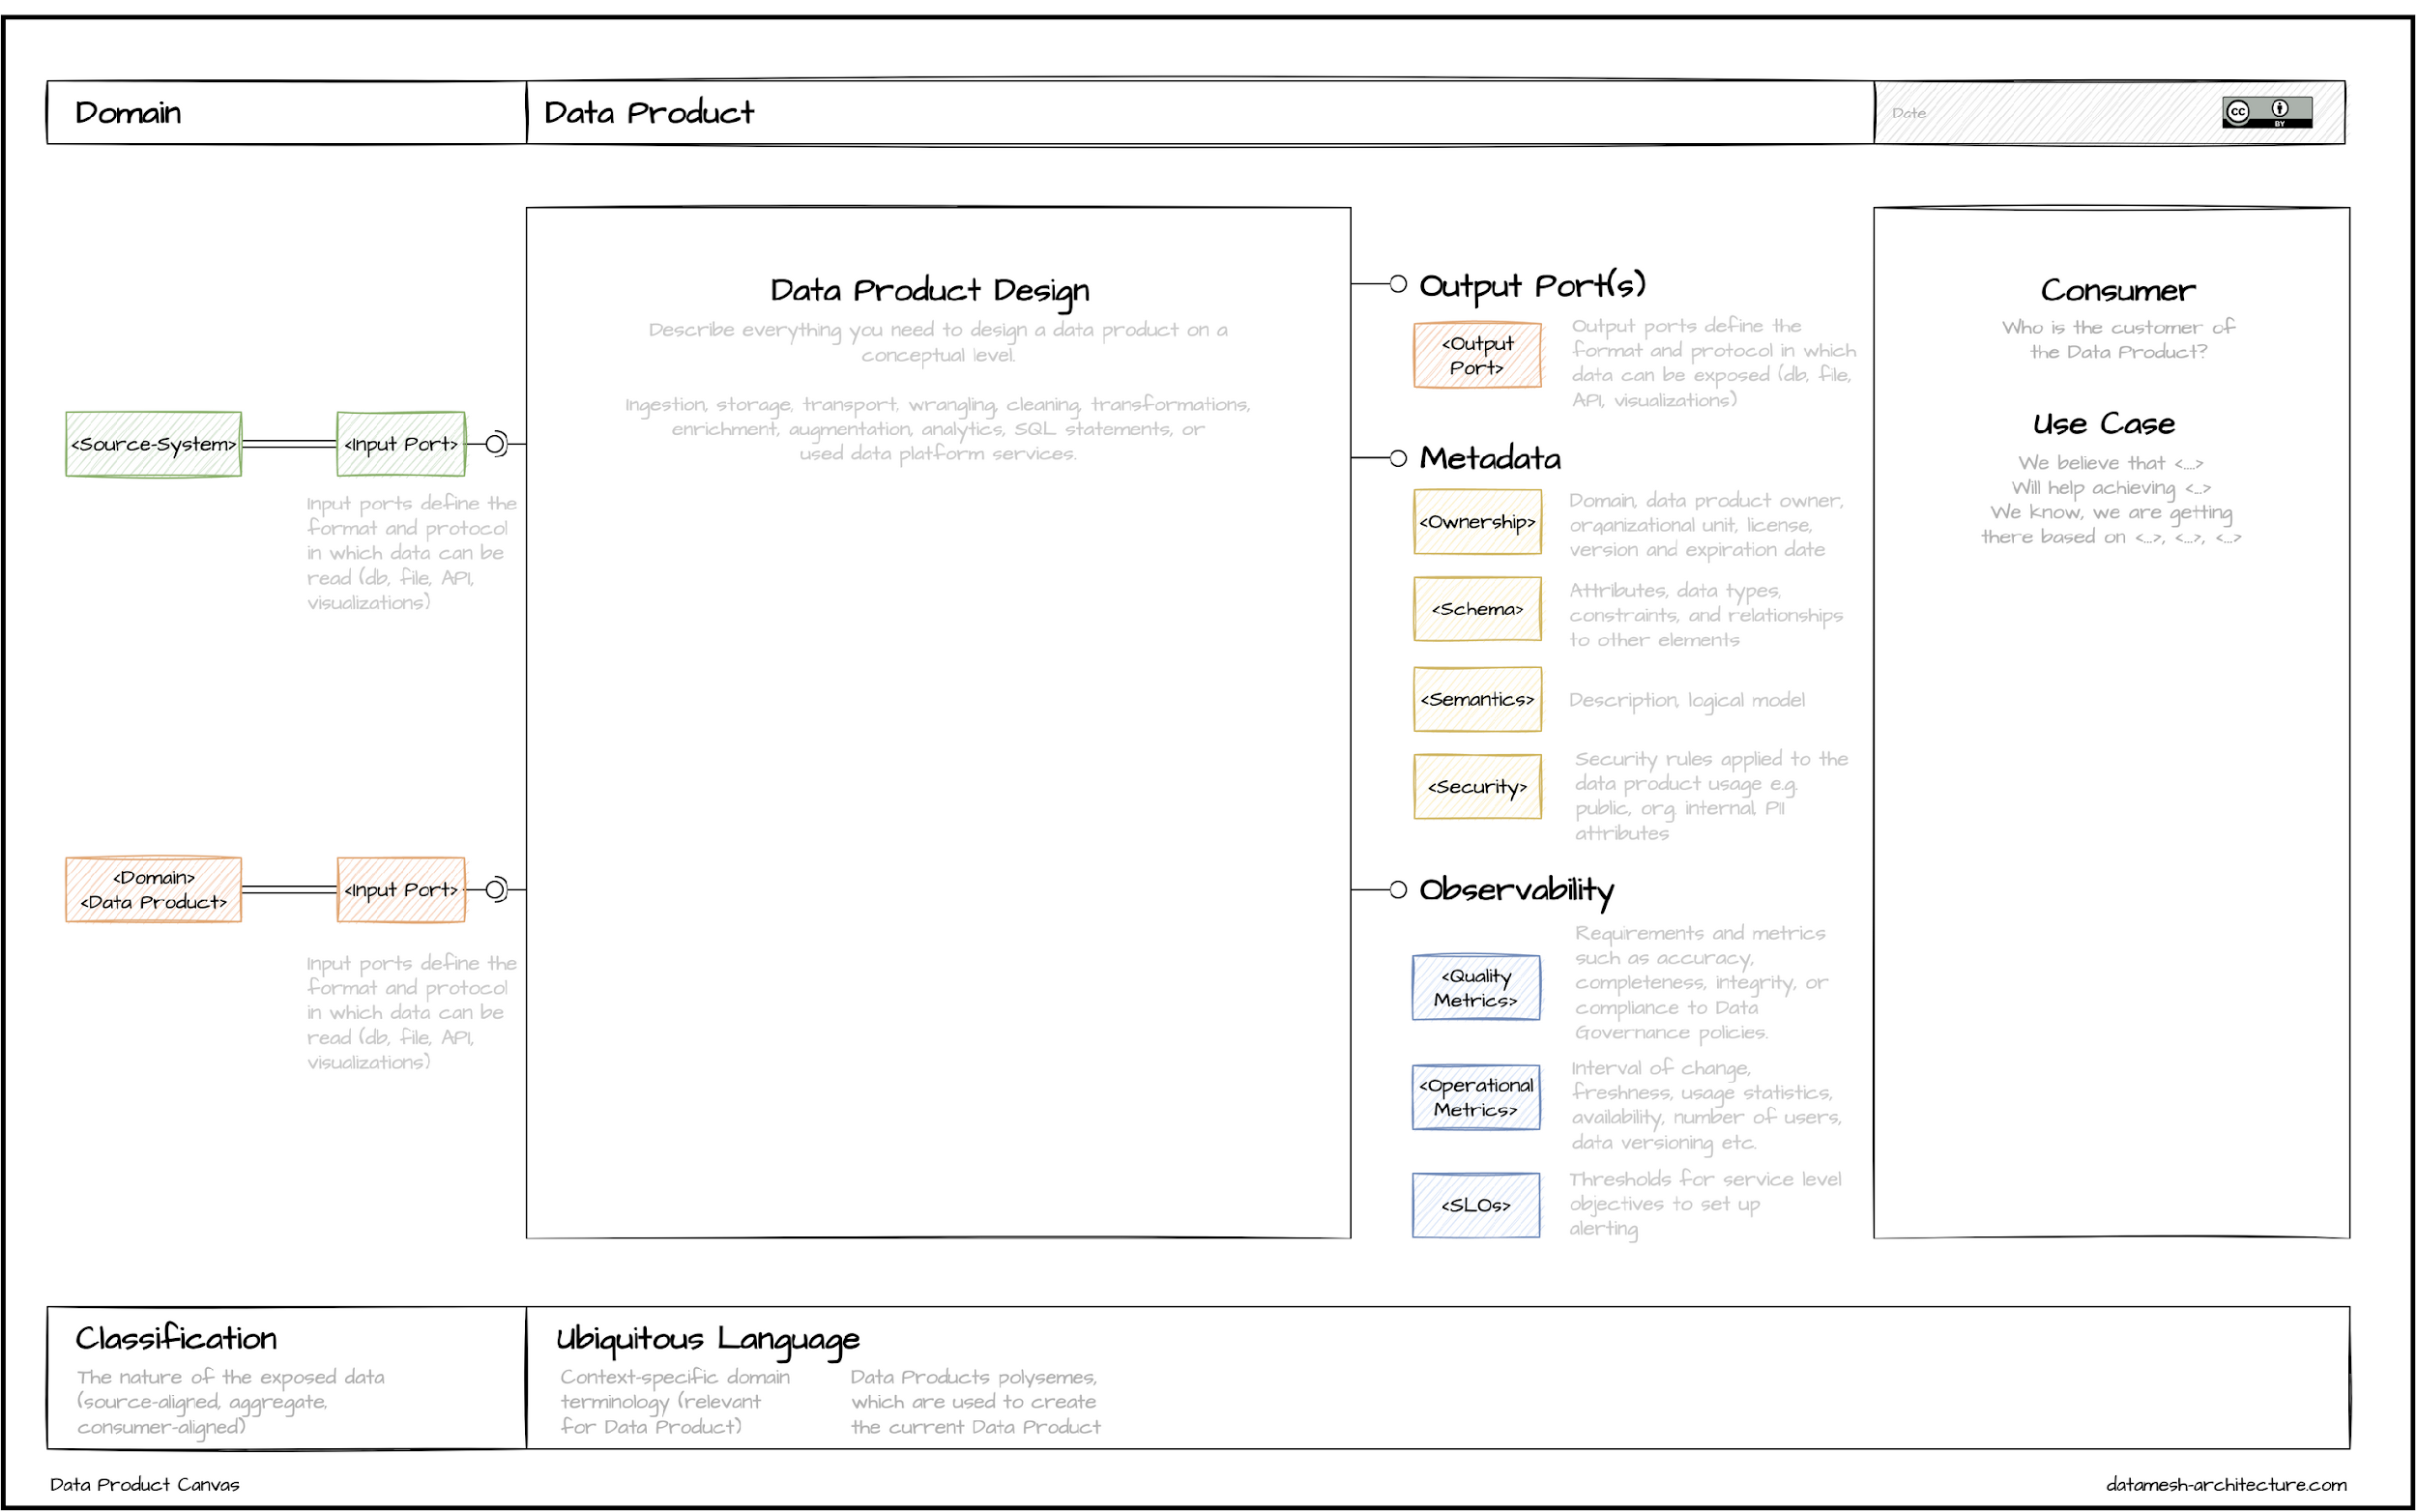 Domain
Data Product
Date
CC
BY
Data Product Design
Describe everything you need to design a data product on a
conceptual level.
Ingestion, storage, transport, wrangling, cleaning, transformations,
enrichment, augmentation, analytics, SQL statements, or
used data platform services.
<Source-System>
<Input Port>
Input ports define the
format and protocol
in which data can be
read (db, file, API,
visualizations)
<Domain>
<Data Product>
<Input Port>
Input ports define the
format and protocol
in which data can be
read (db, file, API,
visualizations)
Output Port(s)
<Output
Port>
Output ports define the
format and protocol in which
data can be exposed (db, file,
API, visualizations)
Metadata
<Ownership>
Domain, data product owner,
organizational unit, license,
version and expiration date
<Schema>
Attributes, data types,
constraints, and relationships
to other elements
<Semantics>
Description, logical model
<Security>
Security rules applied to the
data product usage e.g.
public, org. internal, PII
attributes
Observability
<Quality
Metrics>
Requirements and metrics
such as accuracy,
completeness, integrity, or
compliance to Data
Governance policies.
<Operational
Metrics>
Interval of change,
freshness, usage statistics,
availability, number of users,
data versioning etc.
<SLOs>
Thresholds for service level
objectives to set up
alerting
Consumer
Who is the customer of
the Data Product?
Use Case
We believe that <....>
Will help achieving <...>
We know, we are getting
there based on <...>, <...>, <...>
Classification
The nature of the exposed data
(source-aligned, aggregate,
consumer-aligned)
Ubiquitous Language
Context-specific domain
terminology (relevant
for Data Product)
Data Products polysemes,
which are used to create
the current Data Product
Data Product Canvas
datamesh-architecture.com